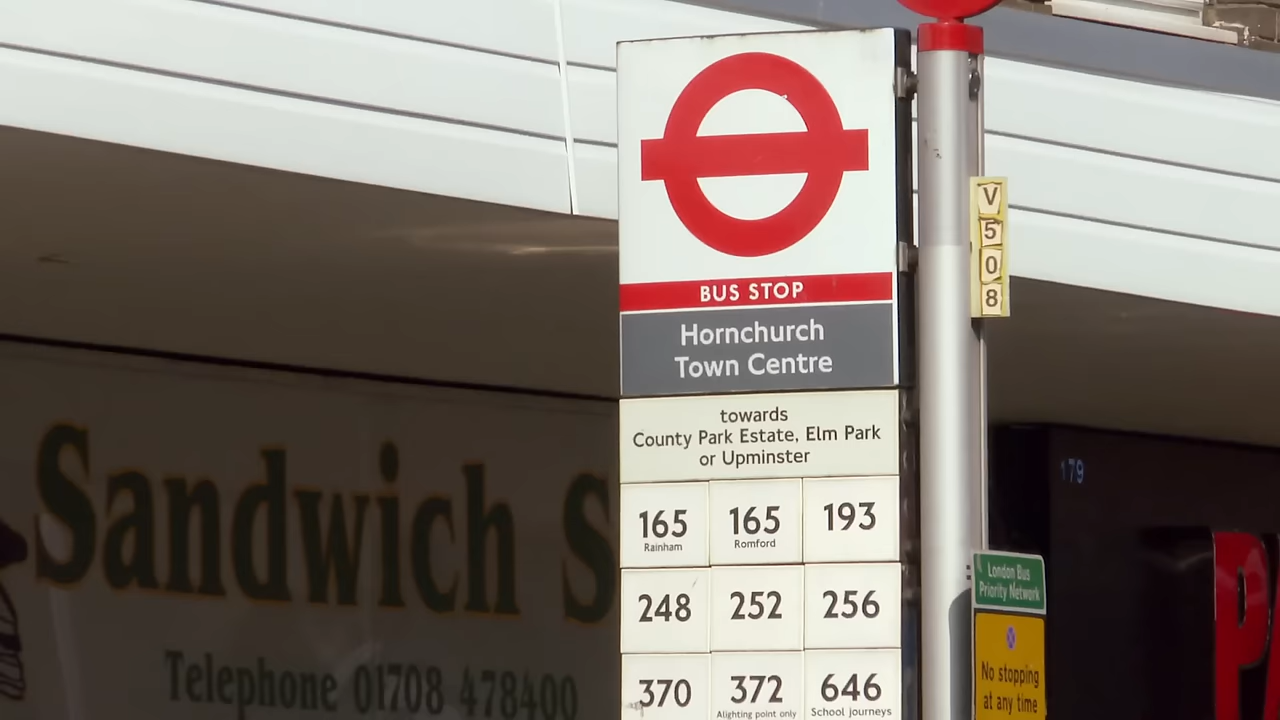 BUS STOP
Hornchurch
Town Centre
towards
County Park Estate, Elm Park
or Upminster
165 165 193
Rainham Romford
248 252 256
370 372 646
Alighting point only School journeys
V
5
0
8
179
London Bus
Priority Network
No stopping
at any time
Sandwich S
Telephone 01708 478400
P